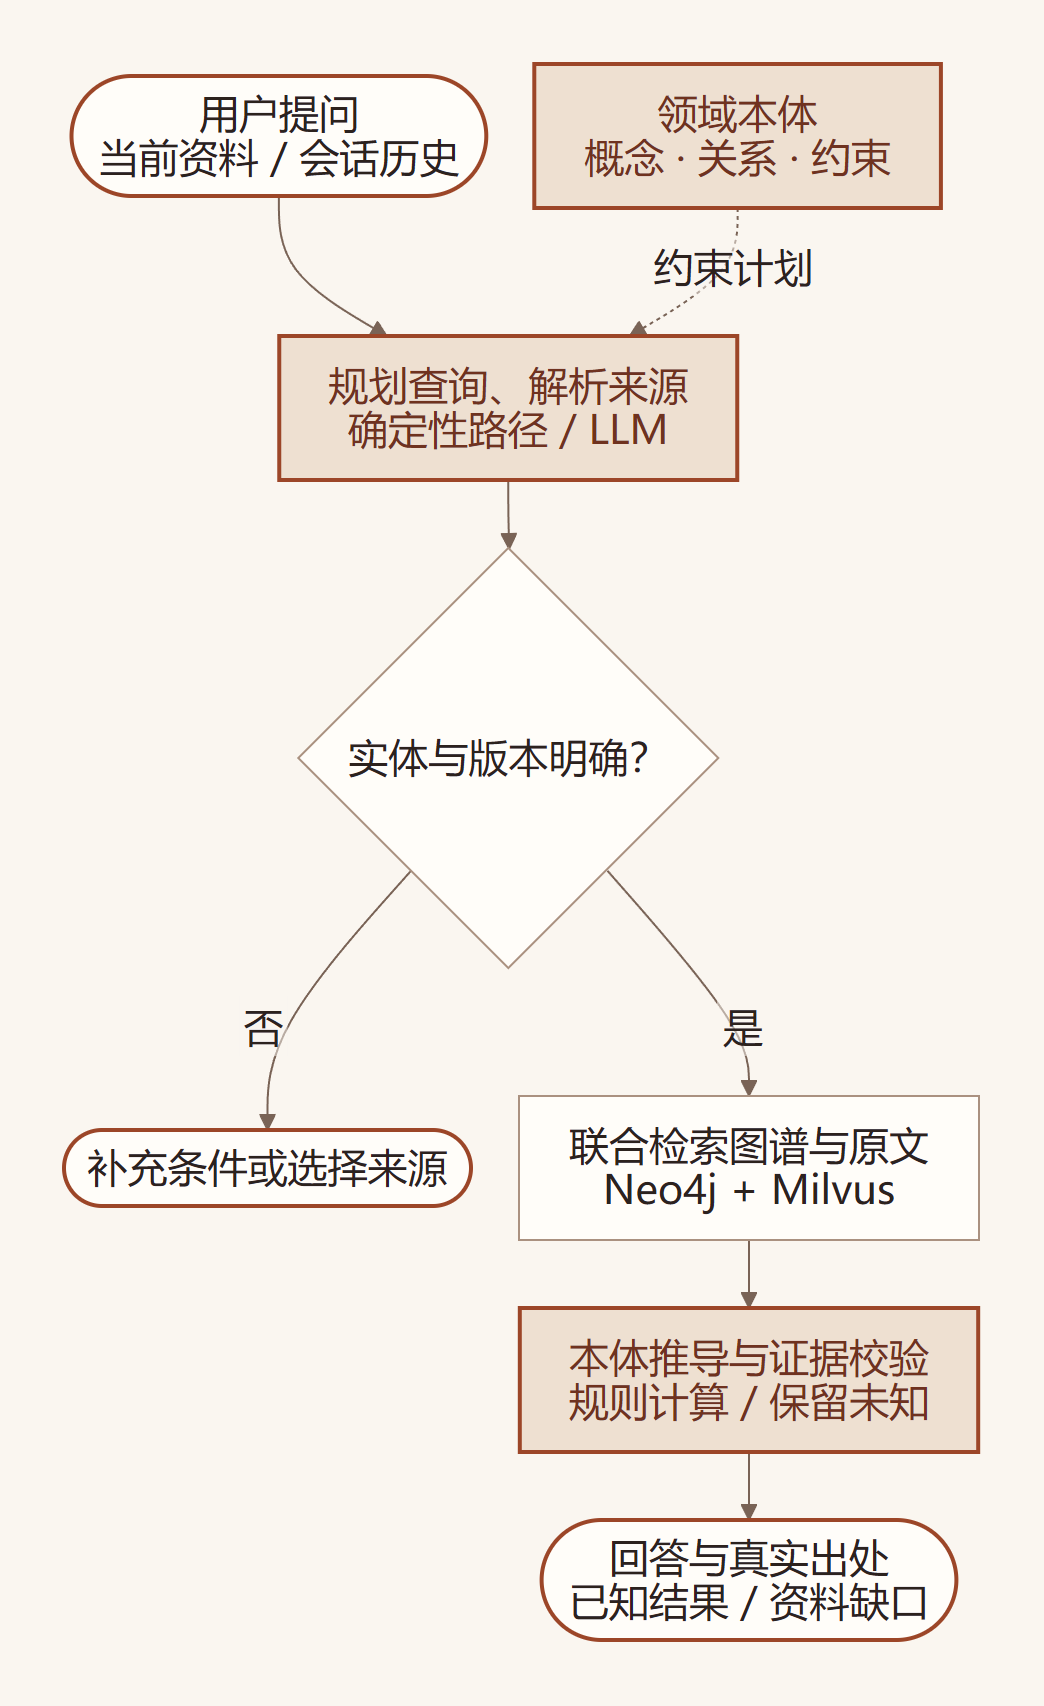 用户提问
当前资料 / 会话历史
领域本体
概念 · 关系 · 约束
约束计划
规划查询、解析来源
确定性路径 / LLM
实体与版本明确?
否
是
补充条件或选择来源
联合检索图谱与原文
Neo4j + Milvus
本体推导与证据校验
规则计算 / 保留未知
回答与真实出处
已知结果 / 资料缺口